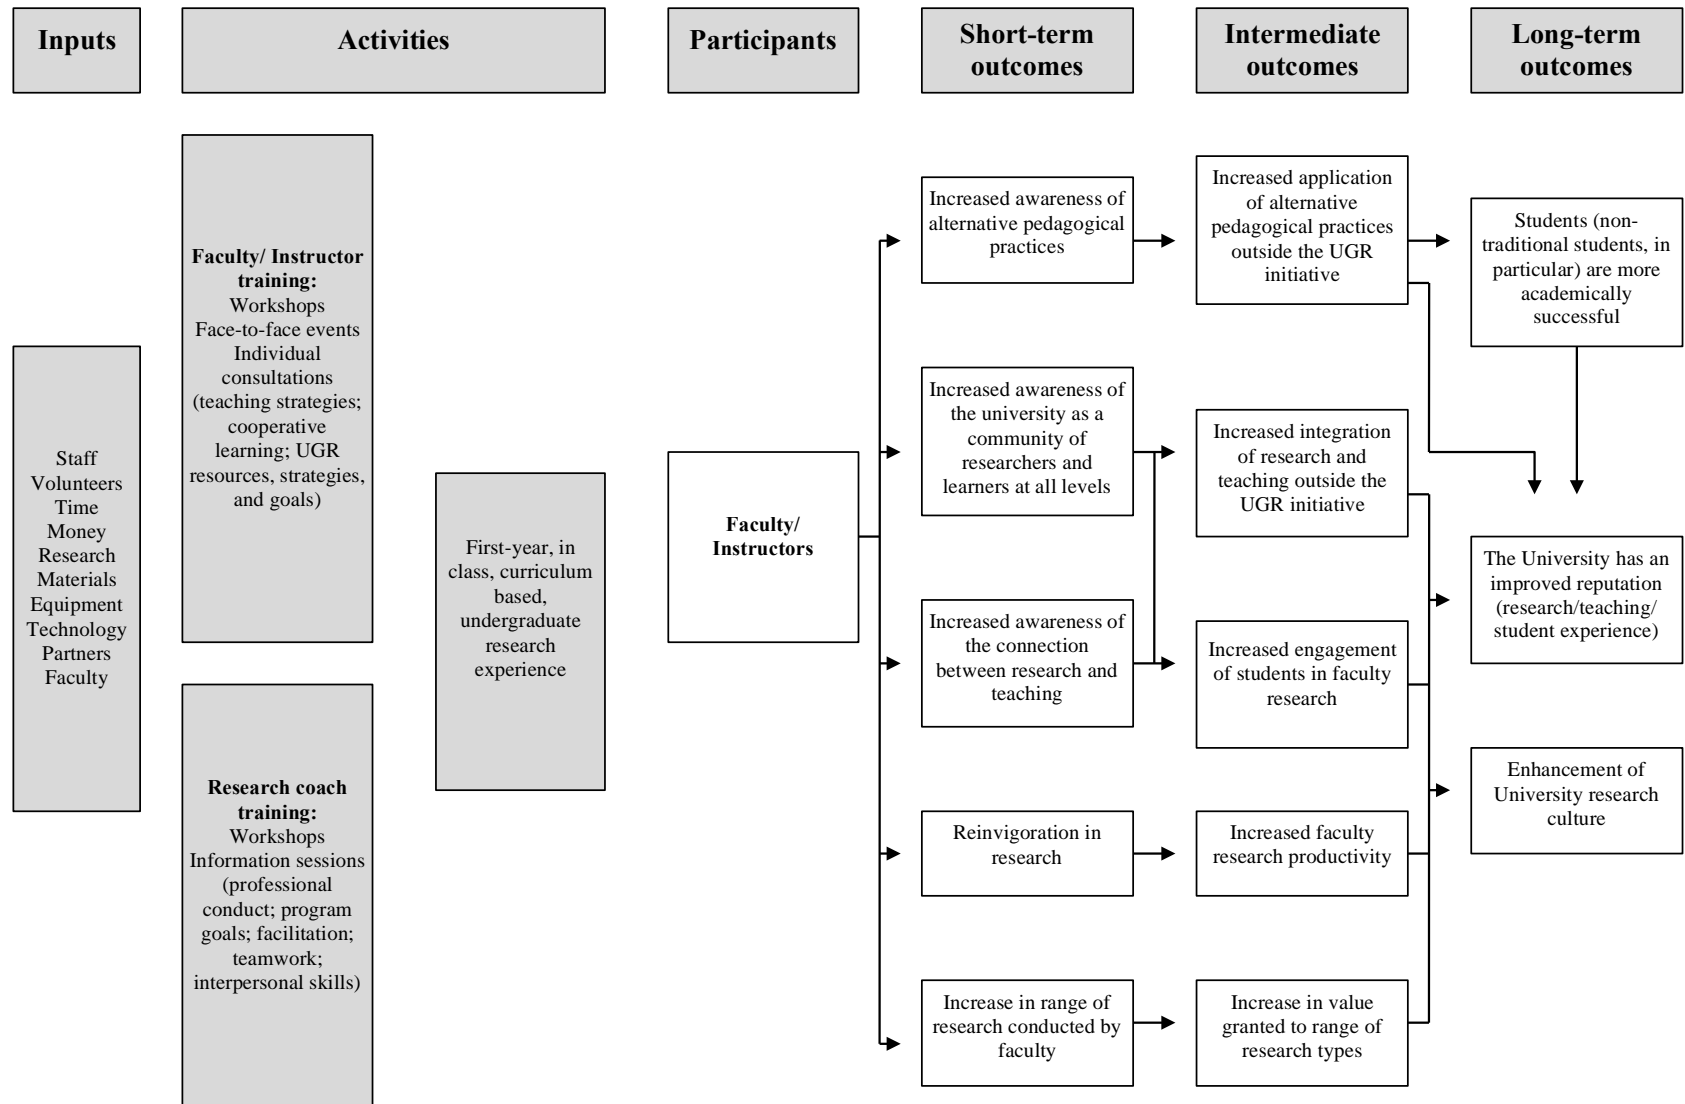 Inputs
Activities
Participants
Short-term
outcomes
Intermediate
outcomes
Long-term
outcomes
Staff
Volunteers
Time
Money
Research
Materials
Equipment
Technology
Partners
Faculty
Faculty/ Instructor
training:
Workshops
Face-to-face events
Individual
consultations
(teaching strategies;
cooperative
learning; UGR
resources, strategies,
and goals)
Research coach
training:
Workshops
Information sessions
(professional
conduct; program
goals; facilitation;
teamwork;
interpersonal skills)
First-year, in
class, curriculum
based,
undergraduate
research
experience
Faculty/
Instructors
Increased awareness of
alternative pedagogical
practices
Increased awareness of
the university as a
community of
researchers and
learners at all levels
Increased awareness of
the connection
between research and
teaching
Reinvigoration in
research
Increase in range of
research conducted by
faculty
Increased application
of alternative
pedagogical practices
outside the UGR
initiative
Increased integration
of research and
teaching outside the
UGR initiative
Increased engagement
of students in faculty
research
Increased faculty
research productivity
Increase in value
granted to range of
research types
Students (non-
traditional students, in
particular) are more
academically
successful
The University has an
improved reputation
(research/teaching/
student experience)
Enhancement of
University research
culture